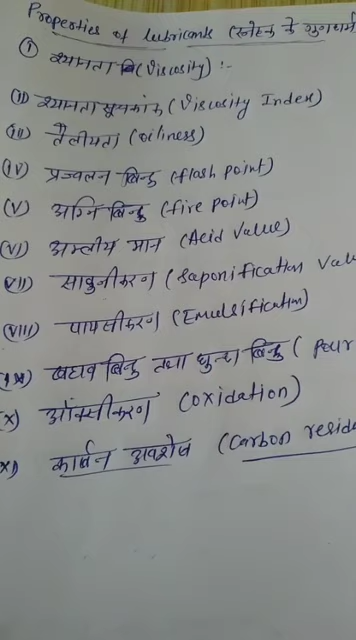 Properties of lubricants (स्नेहक के गुणधर्म
(I) श्यानता (Viscosity) :-
(II) श्यानता सूचकांक (Viscosity Index)
(III) तैलीयता (oiliness)
(IV) प्रज्वलन बिन्दु (flash point)
(V) अग्नि बिन्दु (fire point)
(VI) अम्लीय मान (Acid Value)
(VII) साबुनीकरण (Saponification Valu
(VIII) पायसीकरण (Emulsification)
(IX) बहाव बिन्दु तथा धुन्ध बिन्दु (Pour
(X) ऑक्सीकरण (oxidation)
XI) कार्बन अवशेष (Carbon resid